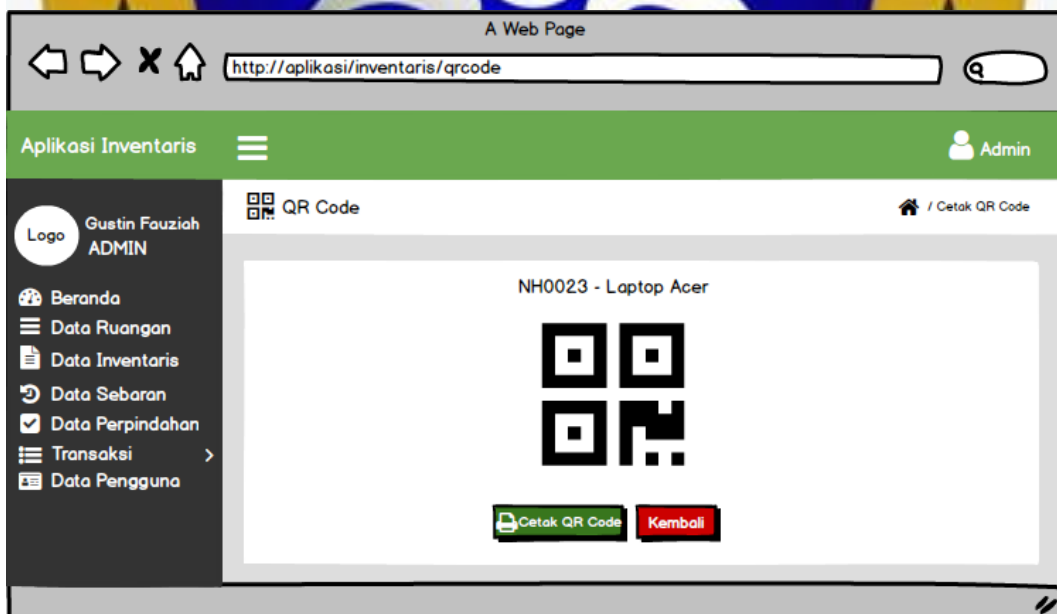 A Web Page
http://aplikasi/inventaris/qrcode
Aplikasi Inventaris
Admin
Logo
Gustin Fauziah
ADMIN
QR Code
/ Cetak QR Code
Beranda
Data Ruangan
Data Inventaris
Data Sebaran
Data Perpindahan
Transaksi
Data Pengguna
NH0023 - Laptop Acer
Cetak QR Code
Kembali